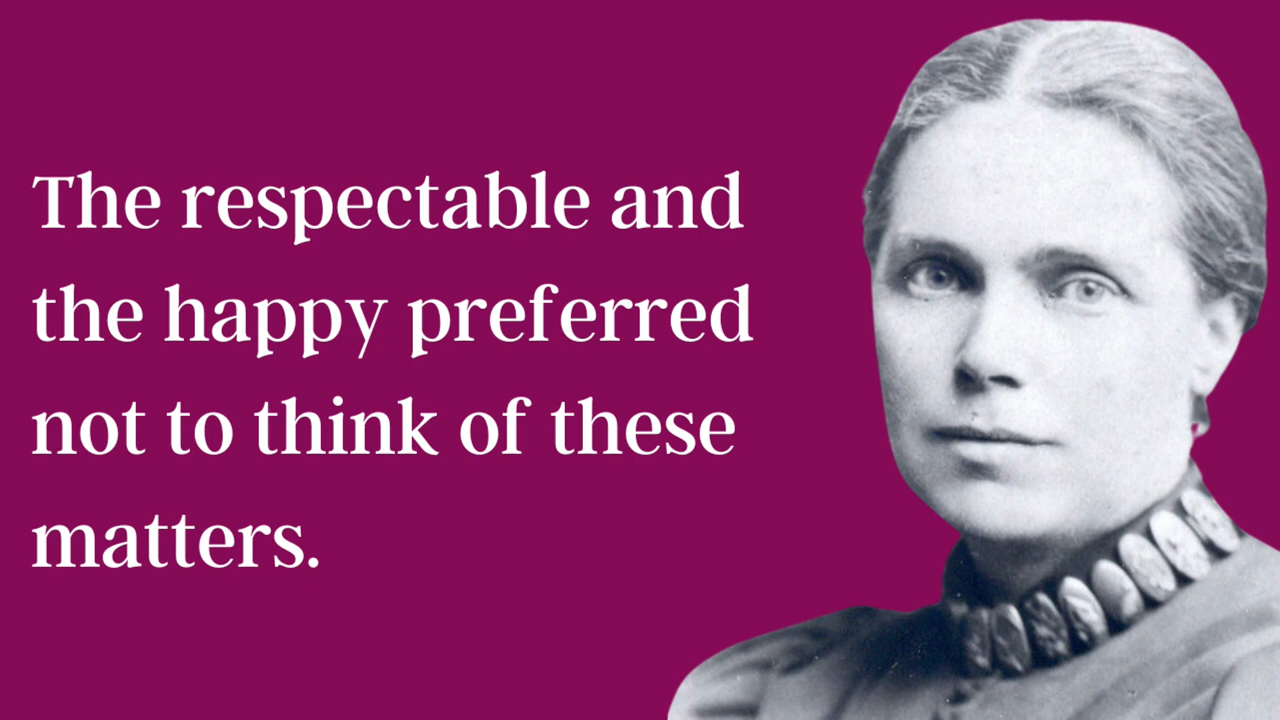 The respectable and
the happy preferred
not to think of these
matters.